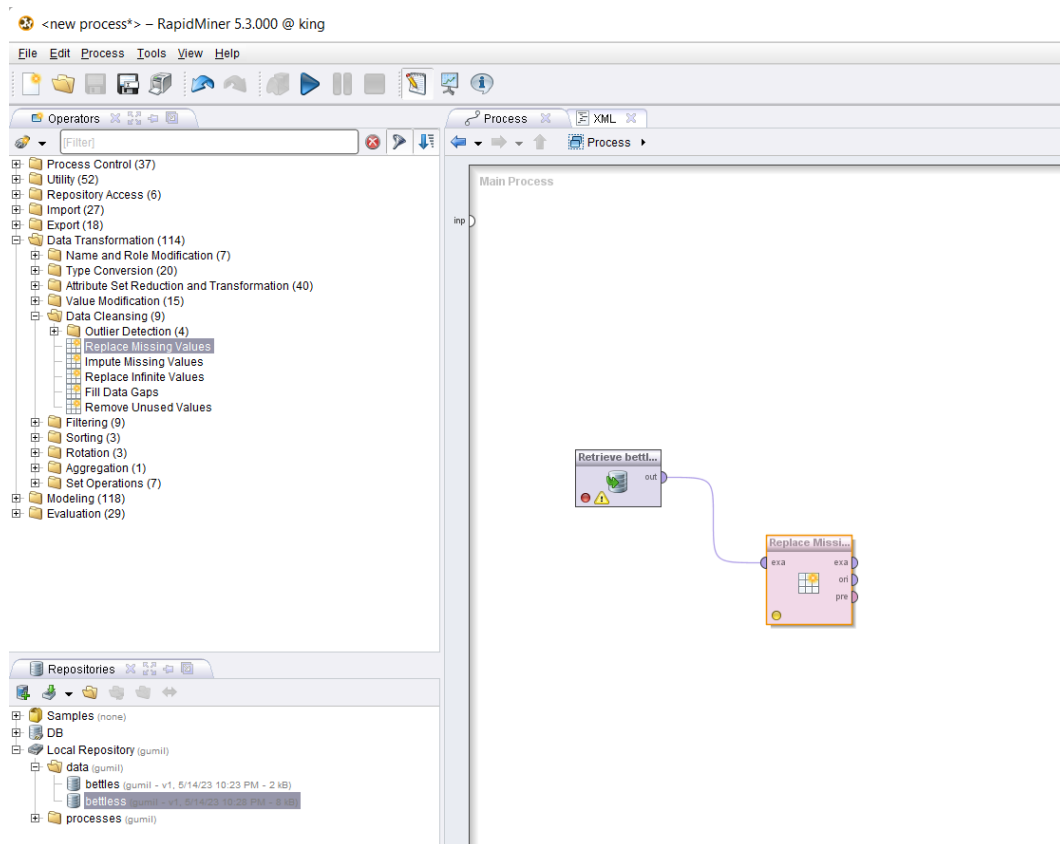 <new process*> – RapidMiner 5.3.000 @ king
File Edit Process Tools View Help
Operators
[Filter]
Process Control (37)
Utility (52)
Repository Access (6)
Import (27)
Export (18)
Data Transformation (114)
Name and Role Modification (7)
Type Conversion (20)
Attribute Set Reduction and Transformation (40)
Value Modification (15)
Data Cleansing (9)
Outlier Detection (4)
Replace Missing Values
Impute Missing Values
Replace Infinite Values
Fill Data Gaps
Remove Unused Values
Filtering (9)
Sorting (3)
Rotation (3)
Aggregation (1)
Set Operations (7)
Modeling (118)
Evaluation (29)
Repositories
Samples (none)
DB
Local Repository (gumil)
data (gumil)
bettles (gumil - v1, 5/14/23 10:23 PM - 2 kB)
bettless (gumil - v1, 5/14/23 10:28 PM
processes (gumil)
Process XML
Process
Main Process
inp
Retrieve bettl...
out
Replace Missi...
exa exa
ori
pre